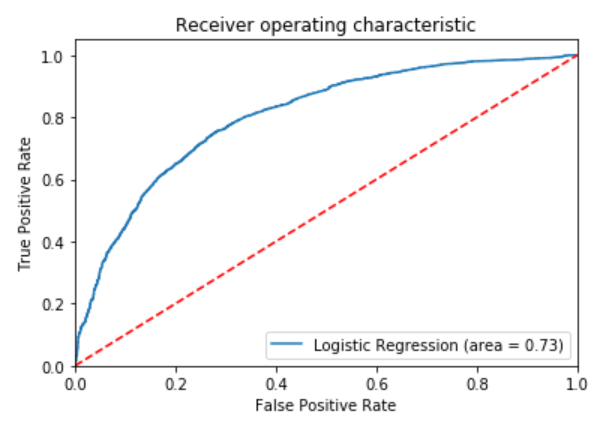 Receiver operating characteristic
1.0
0.8
0.6
0.4
0.2
0.0
True Positive Rate
Logistic Regression (area = 0.73)
0.0 0.2 0.4 0.6 0.8 1.0
False Positive Rate